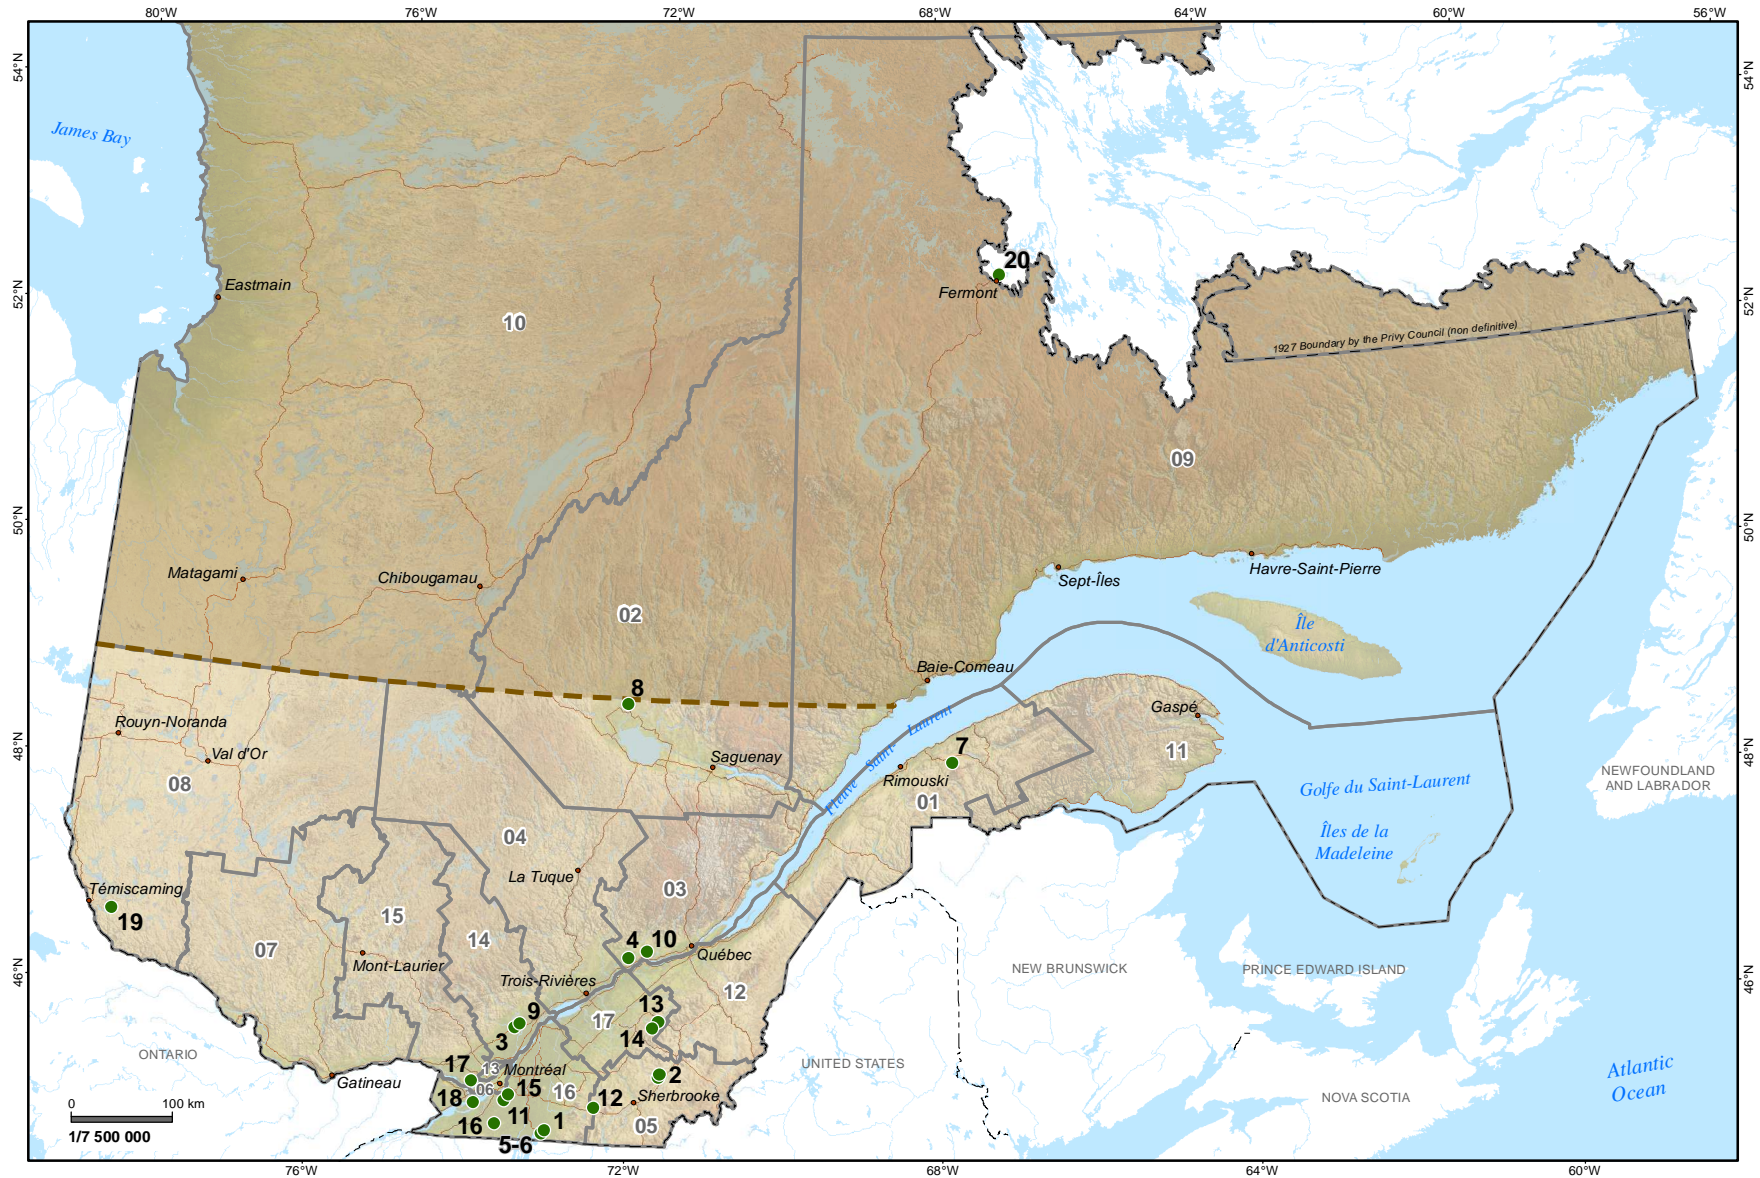 80°W
76°W
72°W
68°W
64°W
60°W
56°W
54°N
54°N
James Bay
20
Eastmain
Fermont
52°N
52°N
10
1927 Boundary by the Privy Council (non definitive)
09
50°N
50°N
Matagami
Chibougamau
Sept-Îles
Havre-Saint-Pierre
02
Île
d'Anticosti
Baie-Comeau
8
Gaspé
Rouyn-Noranda
Fleuve Saint-Laurent
7
11
Val d'Or
Saguenay
48°N
48°N
08
Rimouski
01
Golfe du Saint-Laurent
NEWFOUNDLAND
AND LABRADOR
04
Îles de la
Madeleine
La Tuque
03
Témiscaming
19
15
14
07
4
10
Québec
Mont-Laurier
46°N
46°N
NEW BRUNSWICK
PRINCE EDWARD ISLAND
Trois-Rivières
12
13
9
17
3
14
ONTARIO
17
13
Montréal
UNITED STATES
Atlantic
Ocean
Gatineau
06
15
16
2
18
12
Sherbrooke
NOVA SCOTIA
0
100 km
11
1
05
16
1/7 500 000
5-6
76°W
72°W
68°W
64°W
60°W